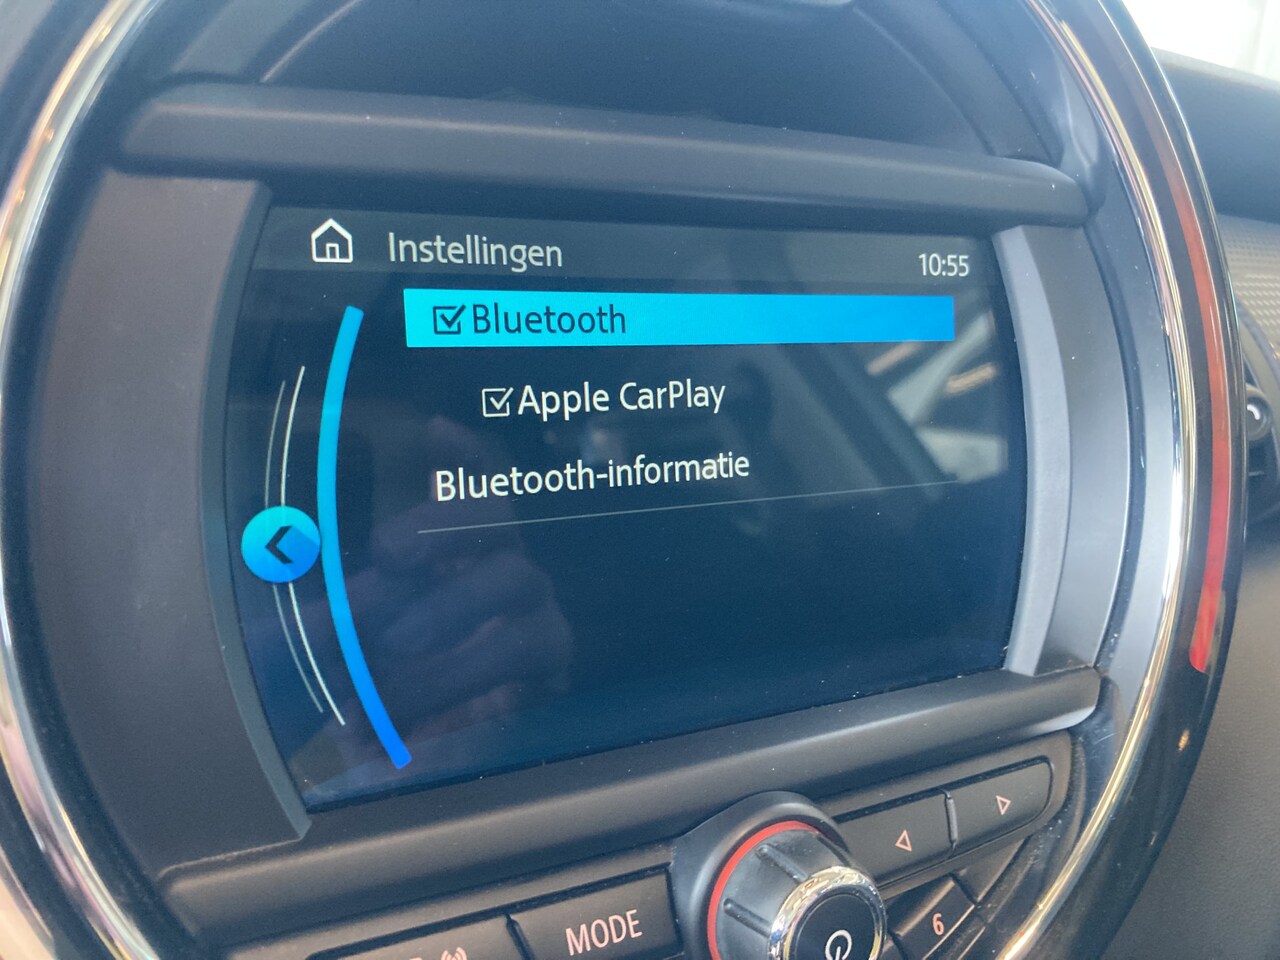 Instellingen
10:55
Bluetooth
Apple CarPlay
Bluetooth-informatie
MODE
6